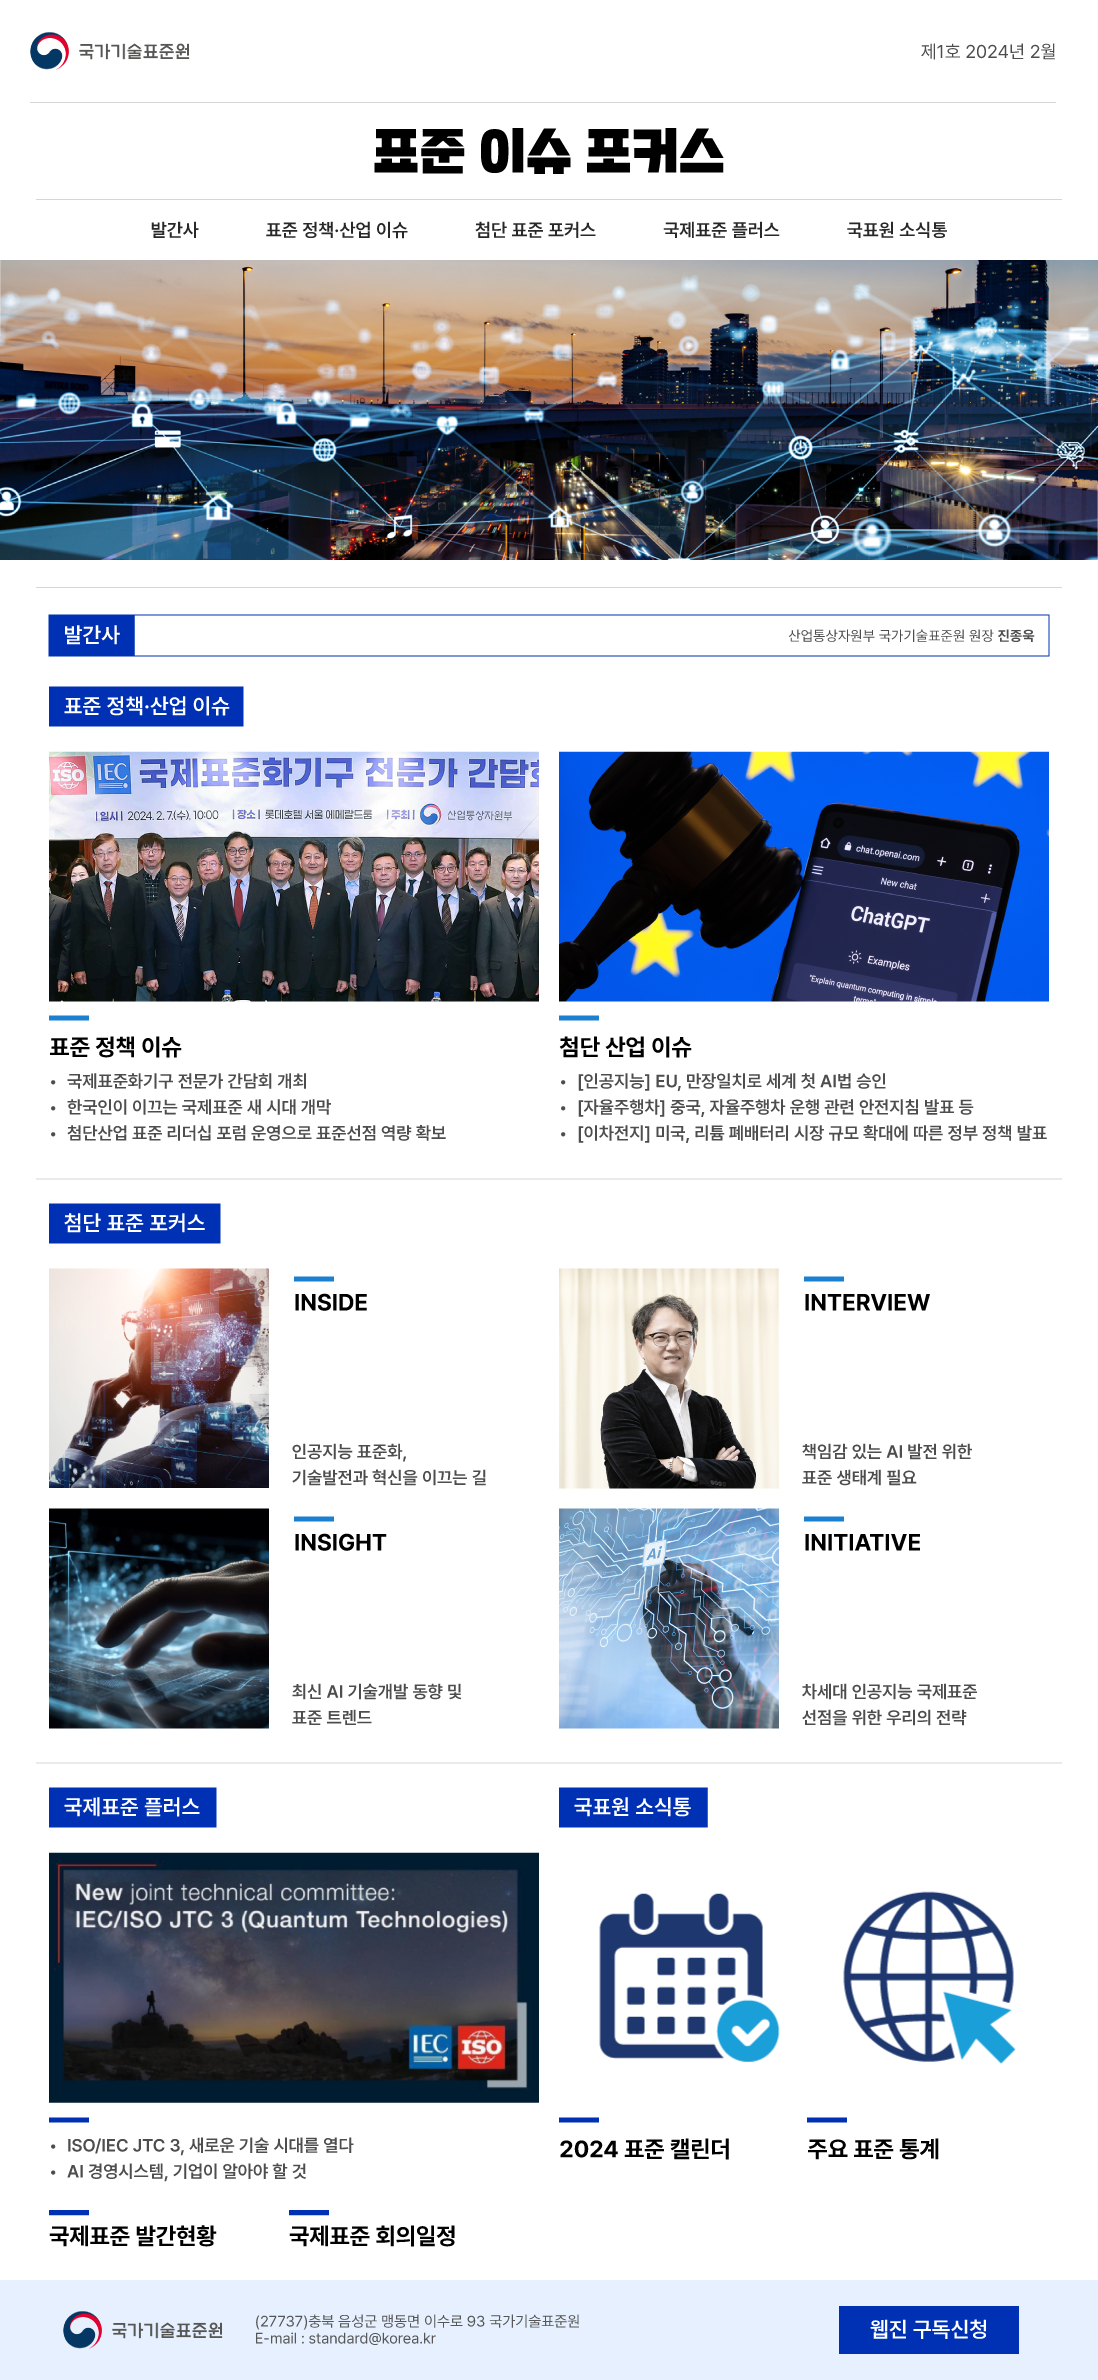 국가기술표준원
제1호 2024년 2월
표준 이슈 포커스
발간사 표준 정책·산업 이슈 첨단 표준 포커스 국제표준 플러스 국표원 소식통
발간사 산업통상자원부 국가기술표준원 원장 진종욱
표준 정책·산업 이슈
ISO IEC 국제표준화기구 전문가 간담회
|일시| 2024. 2. 7.(수), 10:00 |장소| 롯데호텔 서울 에메랄드룸 |주최| 산업통상자원부
chat.openai.com
New chat
ChatGPT
Examples
"Explain quantum computing in simple
표준 정책 이슈
• 국제표준화기구 전문가 간담회 개최
• 한국인이 이끄는 국제표준 새 시대 개막
• 첨단산업 표준 리더십 포럼 운영으로 표준선점 역량 확보
첨단 산업 이슈
• [인공지능] EU, 만장일치로 세계 첫 AI법 승인
• [자율주행차] 중국, 자율주행차 운행 관련 안전지침 발표 등
• [이차전지] 미국, 리튬 폐배터리 시장 규모 확대에 따른 정부 정책 발표
첨단 표준 포커스
INSIDE
인공지능 표준화,
기술발전과 혁신을 이끄는 길
INTERVIEW
책임감 있는 AI 발전 위한
표준 생태계 필요
INSIGHT
최신 AI 기술개발 동향 및
표준 트렌드
Ai
INITIATIVE
차세대 인공지능 국제표준
선점을 위한 우리의 전략
국제표준 플러스
New joint technical committee:
IEC/ISO JTC 3 (Quantum Technologies)
IEC ISO
• ISO/IEC JTC 3, 새로운 기술 시대를 열다
• AI 경영시스템, 기업이 알아야 할 것
국제표준 발간현황
국제표준 회의일정
국표원 소식통
2024 표준 캘린더
주요 표준 통계
국가기술표준원
(27737)충북 음성군 맹동면 이수로 93 국가기술표준원
E-mail : standard@korea.kr
웹진 구독신청